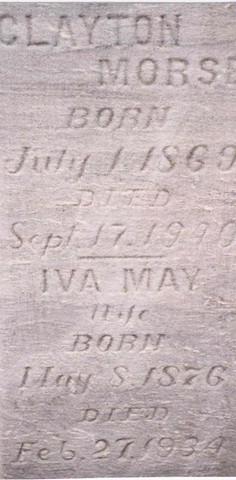 CLAYTON
MORSE
BORN
July 1. 1869
DIED
Sept. 17.
IVA MAY
Wife
BORN
May 8. 1876
DIED
Feb. 27. 1934